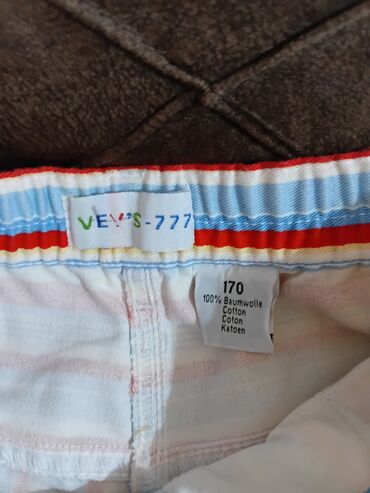 VEY'S-777
170
100% Baumwolle
Cotton
Coton
Katoen